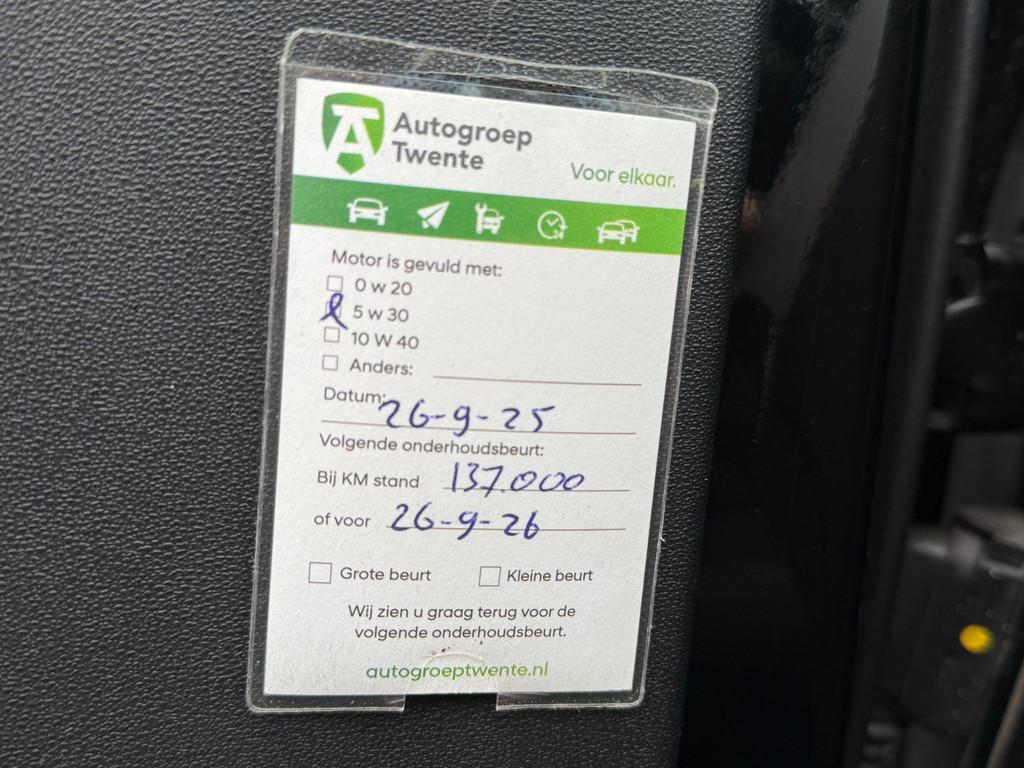 Autogroep
Twente
Voor elkaar.
24
Motor is gevuld met:
0 w 20
5 w 30
10 W 40
Anders:
Datum: 26-9-25
Volgende onderhoudsbeurt:
Bij KM stand 137.000
of voor 26-9-26
Grote beurt Kleine beurt
Wij zien u graag terug voor de
volgende onderhoudsbeurt.
autogroeptwente.nl